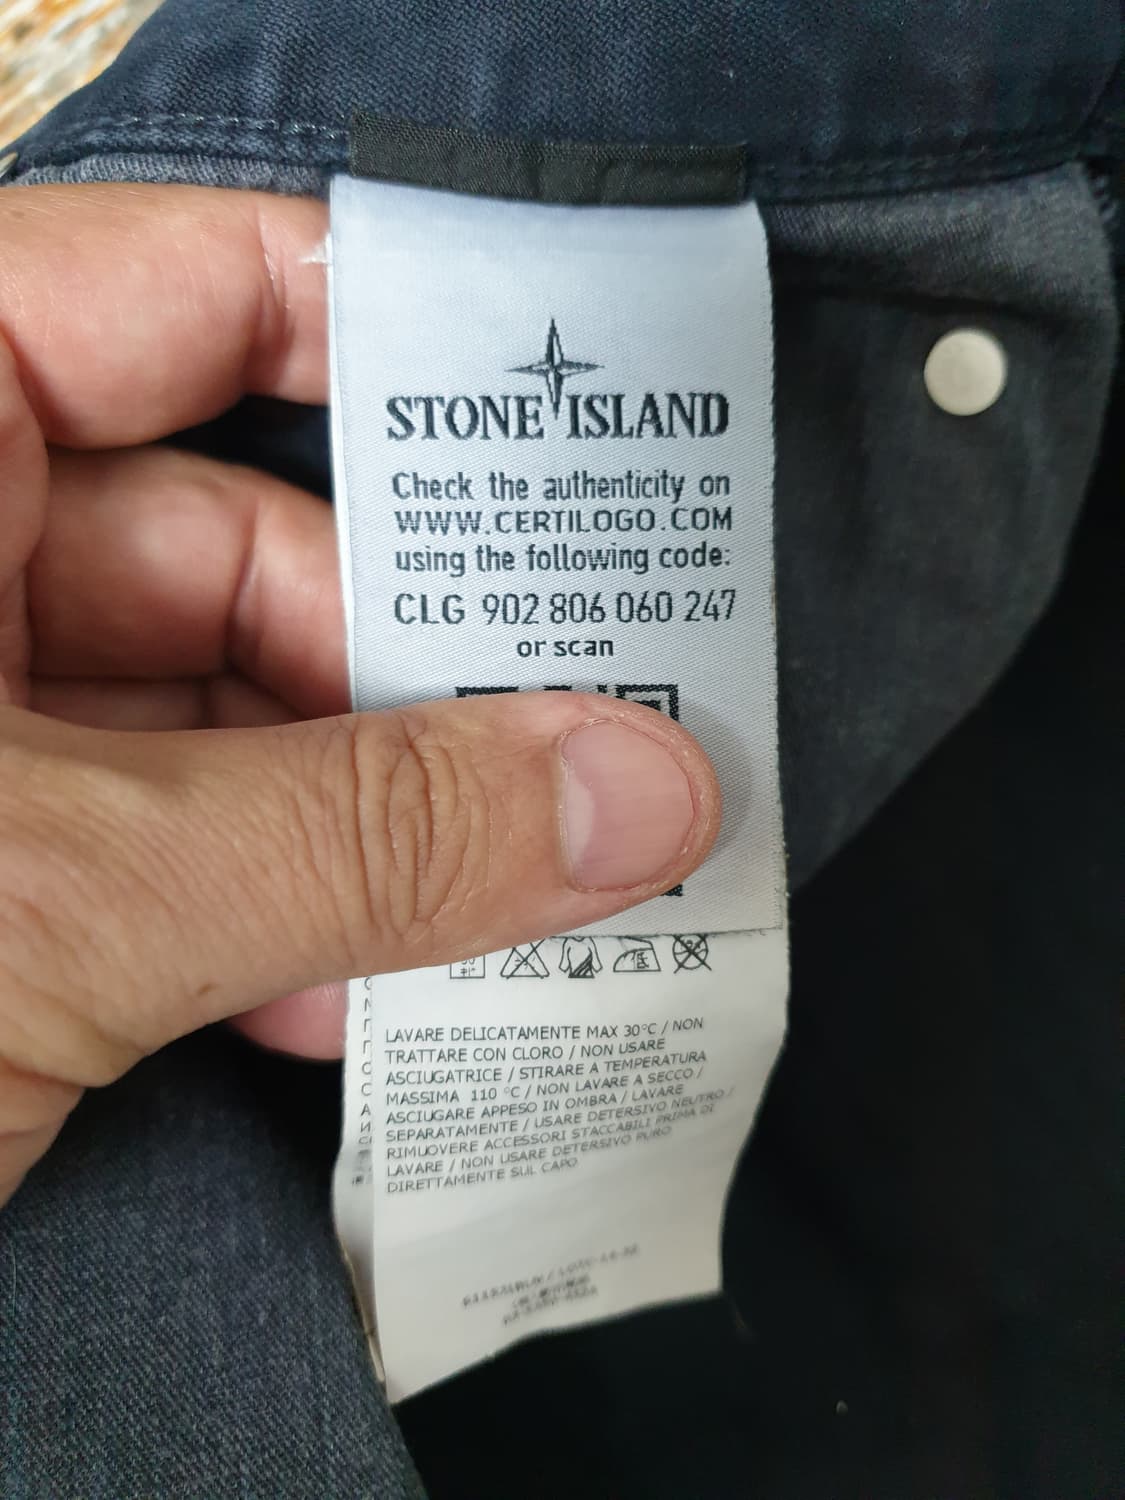 STONE ISLAND
Check the authenticity on
WWW.CERTILOGO.COM
using the following code:
CLG 902 806 060 247
or scan
LAVARE DELICATAMENTE MAX 30°C / NON
TRATTARE CON CLORO / NON USARE
ASCIUGATRICE / STIRARE A TEMPERATURA
MASSIMA 110 °C / NON LAVARE A SECCO /
ASCIUGARE APPESO IN OMBRA / LAVARE
SEPARATAMENTE / USARE DETERSIVO NEUTRO /
RIMUOVERE ACCESSORI STACCABILI PRIMA DI
LAVARE / NON USARE DETERSIVO PURO
DIRETTAMENTE SUL CAPO